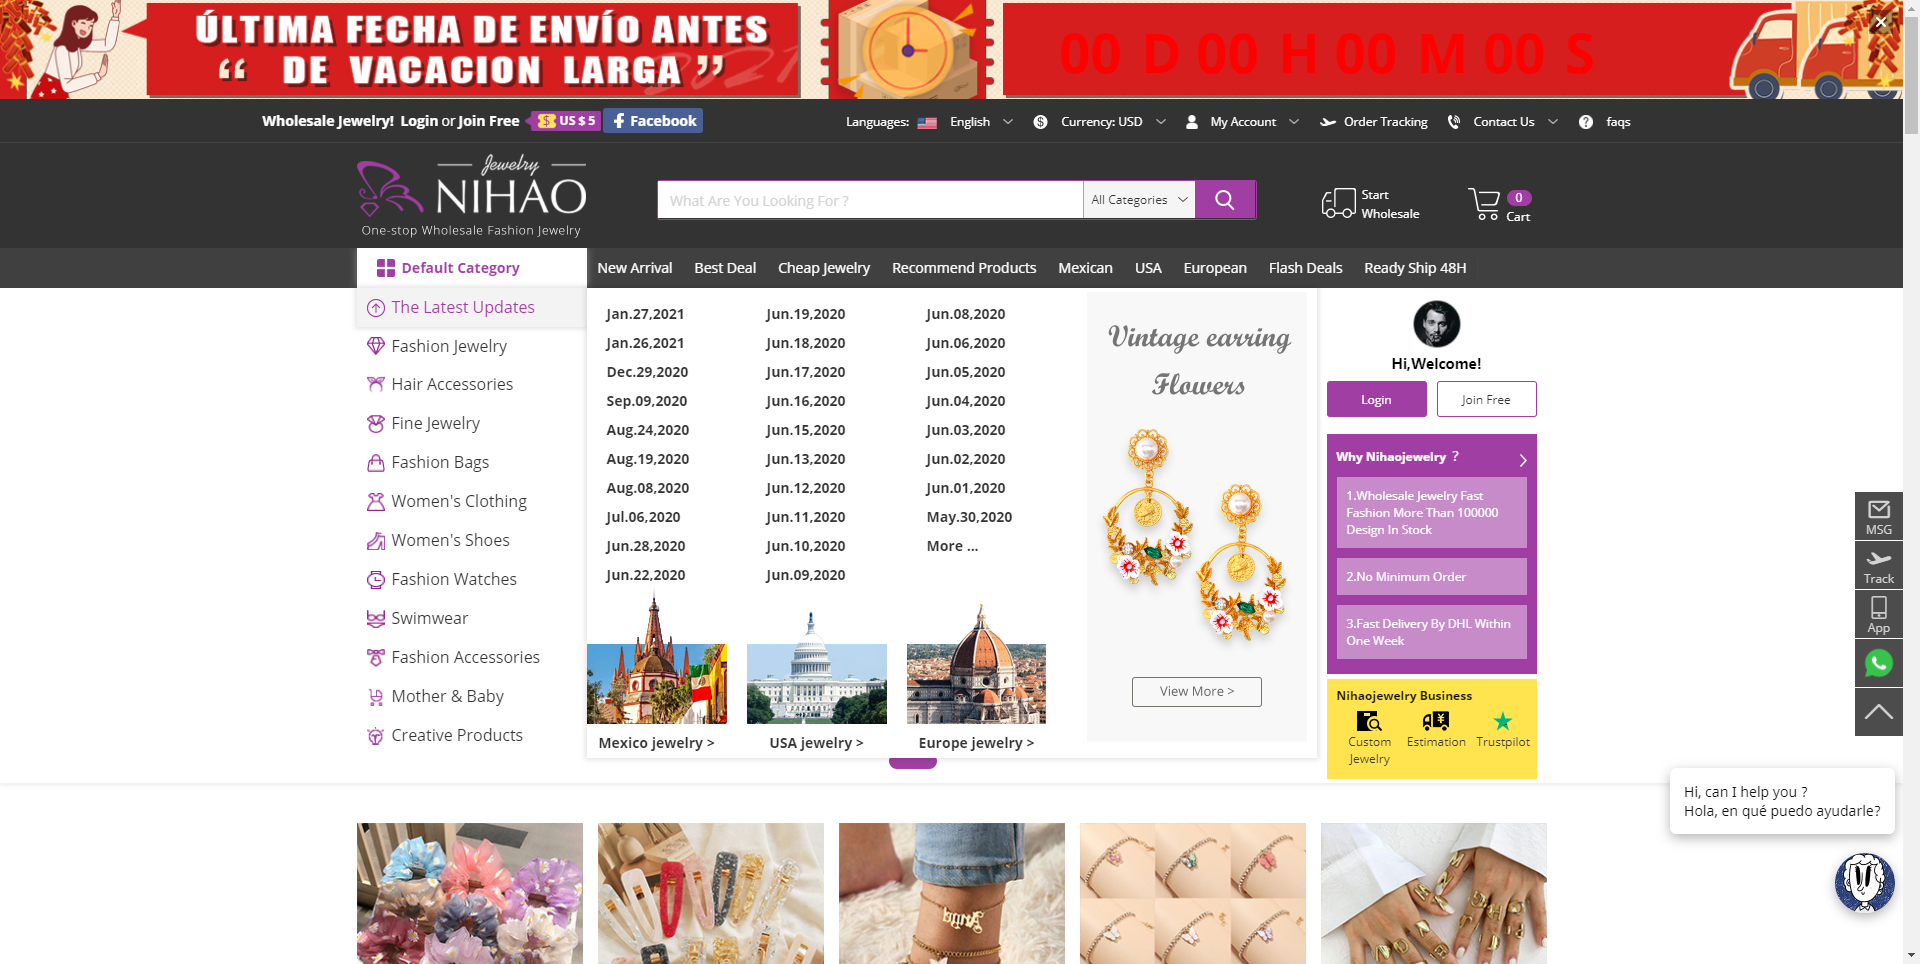 ÚLTIMA FECHA DE ENVÍO ANTES
“ DE VACACION LARGA ”
00 D 00 H 00 M 00 S
Wholesale Jewelry! Login or Join Free US $ 5 Facebook
Languages: English Currency: USD My Account Order Tracking Contact Us faqs
Jewelry
NIHAO
One-stop Wholesale Fashion Jewelry
What Are You Looking For ?
All Categories
Start
Wholesale
0
Cart
Default Category
New Arrival Best Deal Cheap Jewelry Recommend Products Mexican USA European Flash Deals Ready Ship 48H
The Latest Updates
Fashion Jewelry
Hair Accessories
Fine Jewelry
Fashion Bags
Women's Clothing
Women's Shoes
Fashion Watches
Swimwear
Fashion Accessories
Mother & Baby
Creative Products
Jan.27,2021
Jan.26,2021
Dec.29,2020
Sep.09,2020
Aug.24,2020
Aug.19,2020
Aug.08,2020
Jul.06,2020
Jun.28,2020
Jun.22,2020
Jun.19,2020
Jun.18,2020
Jun.17,2020
Jun.16,2020
Jun.15,2020
Jun.13,2020
Jun.12,2020
Jun.11,2020
Jun.10,2020
Jun.09,2020
Jun.08,2020
Jun.06,2020
Jun.05,2020
Jun.04,2020
Jun.03,2020
Jun.02,2020
Jun.01,2020
May.30,2020
More ...
Mexico jewelry >
USA jewelry >
Europe jewelry >
Vintage earring
Flowers
View More >
Hi,Welcome!
Login
Join Free
Why Nihaojewelry ?
1.Wholesale Jewelry Fast
Fashion More Than 100000
Design In Stock
2.No Minimum Order
3.Fast Delivery By DHL Within
One Week
Nihaojewelry Business
Custom
Jewelry
Estimation
Trustpilot
MSG
Track
App
Hi, can I help you ?
Hola, en qué puedo ayudarle?